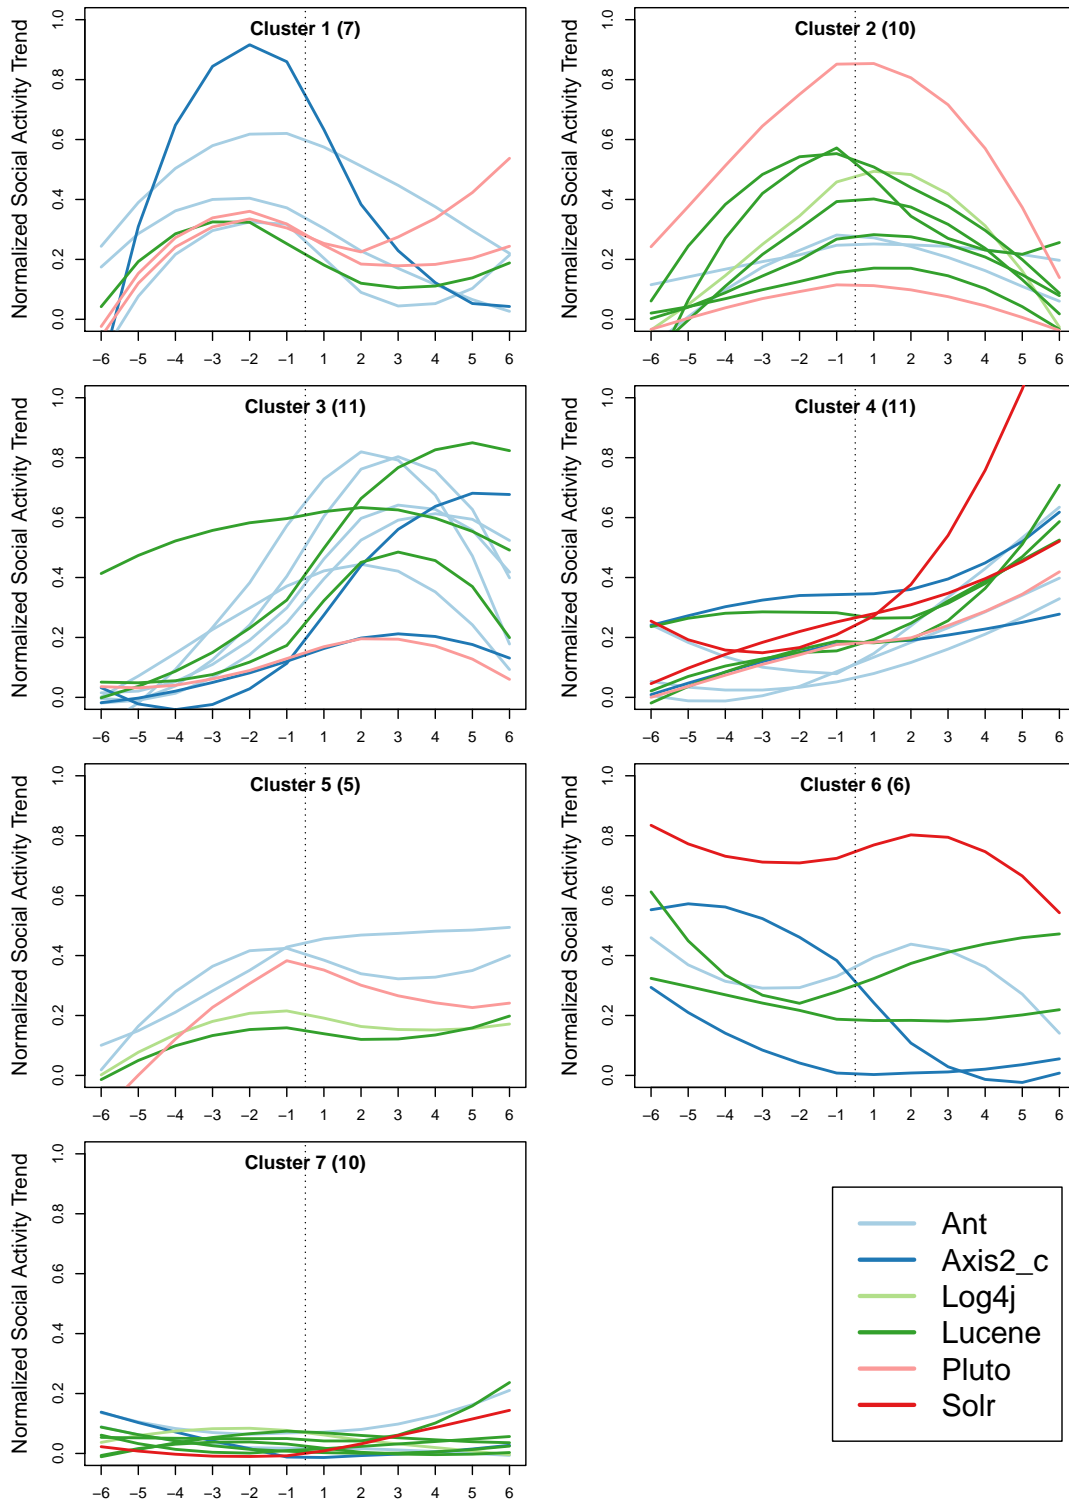 Cluster 1 (7)
Normalized Social Activity Trend
0.0 0.2 0.4 0.6 0.8 1.0
−6 −5 −4 −3 −2 −1 1 2 3 4 5 6
Cluster 2 (10)
Normalized Social Activity Trend
0.0 0.2 0.4 0.6 0.8 1.0
−6 −5 −4 −3 −2 −1 1 2 3 4 5 6
Cluster 3 (11)
Normalized Social Activity Trend
0.0 0.2 0.4 0.6 0.8 1.0
−6 −5 −4 −3 −2 −1 1 2 3 4 5 6
Cluster 4 (11)
Normalized Social Activity Trend
0.0 0.2 0.4 0.6 0.8 1.0
−6 −5 −4 −3 −2 −1 1 2 3 4 5 6
Cluster 5 (5)
Normalized Social Activity Trend
0.0 0.2 0.4 0.6 0.8 1.0
−6 −5 −4 −3 −2 −1 1 2 3 4 5 6
Cluster 6 (6)
Normalized Social Activity Trend
0.0 0.2 0.4 0.6 0.8 1.0
−6 −5 −4 −3 −2 −1 1 2 3 4 5 6
Cluster 7 (10)
Normalized Social Activity Trend
0.0 0.2 0.4 0.6 0.8 1.0
−6 −5 −4 −3 −2 −1 1 2 3 4 5 6
Ant
Axis2_c
Log4j
Lucene
Pluto
Solr